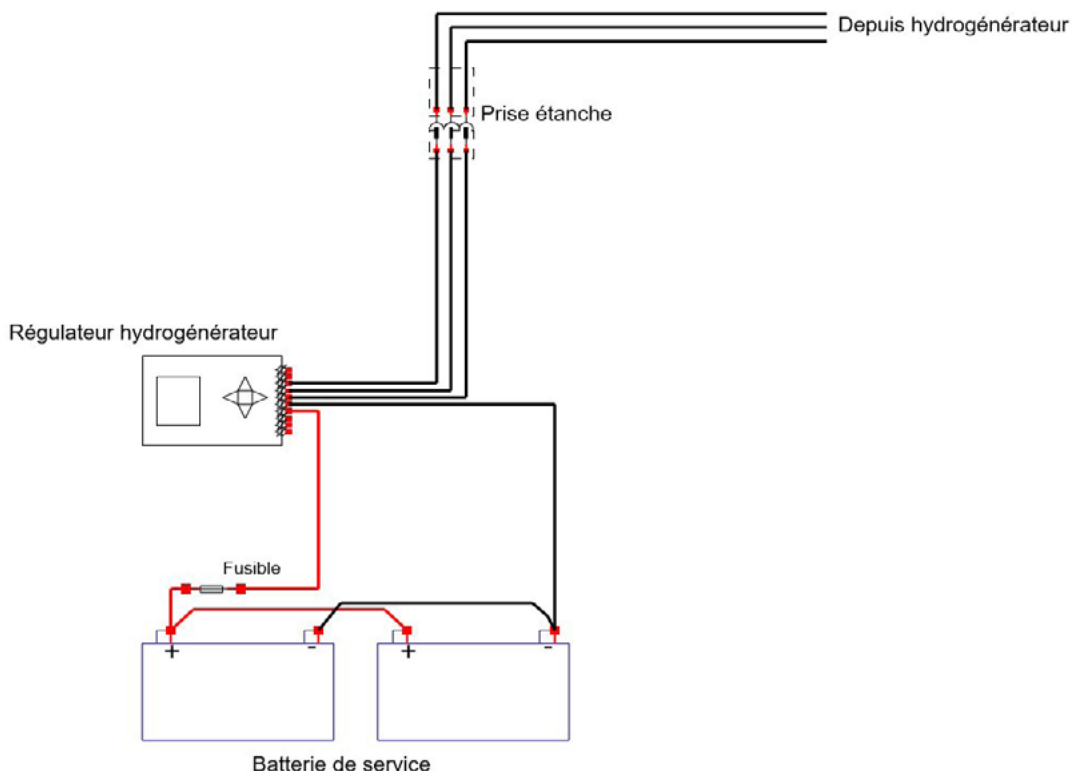 Depuis hydrogénérateur
Prise étanche
Régulateur hydrogénérateur
Fusible
+ - + -
Batterie de service